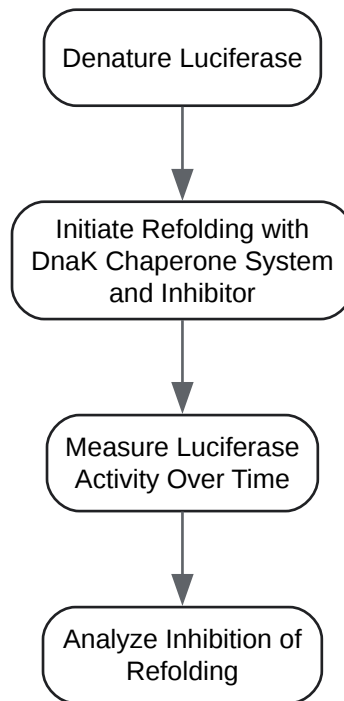 Denature Luciferase
Initiate Refolding with
DnaK Chaperone System
and Inhibitor
Measure Luciferase
Activity Over Time
Analyze Inhibition of
Refolding